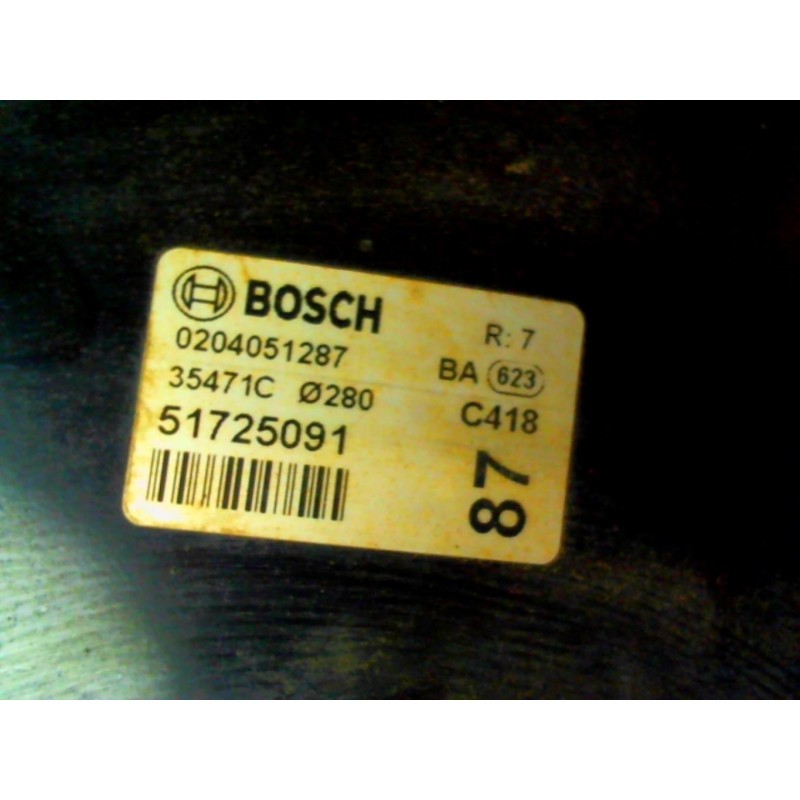 BOSCH
0204051287
35471C Ø280
51725091
R: 7
BA 623
C418
87